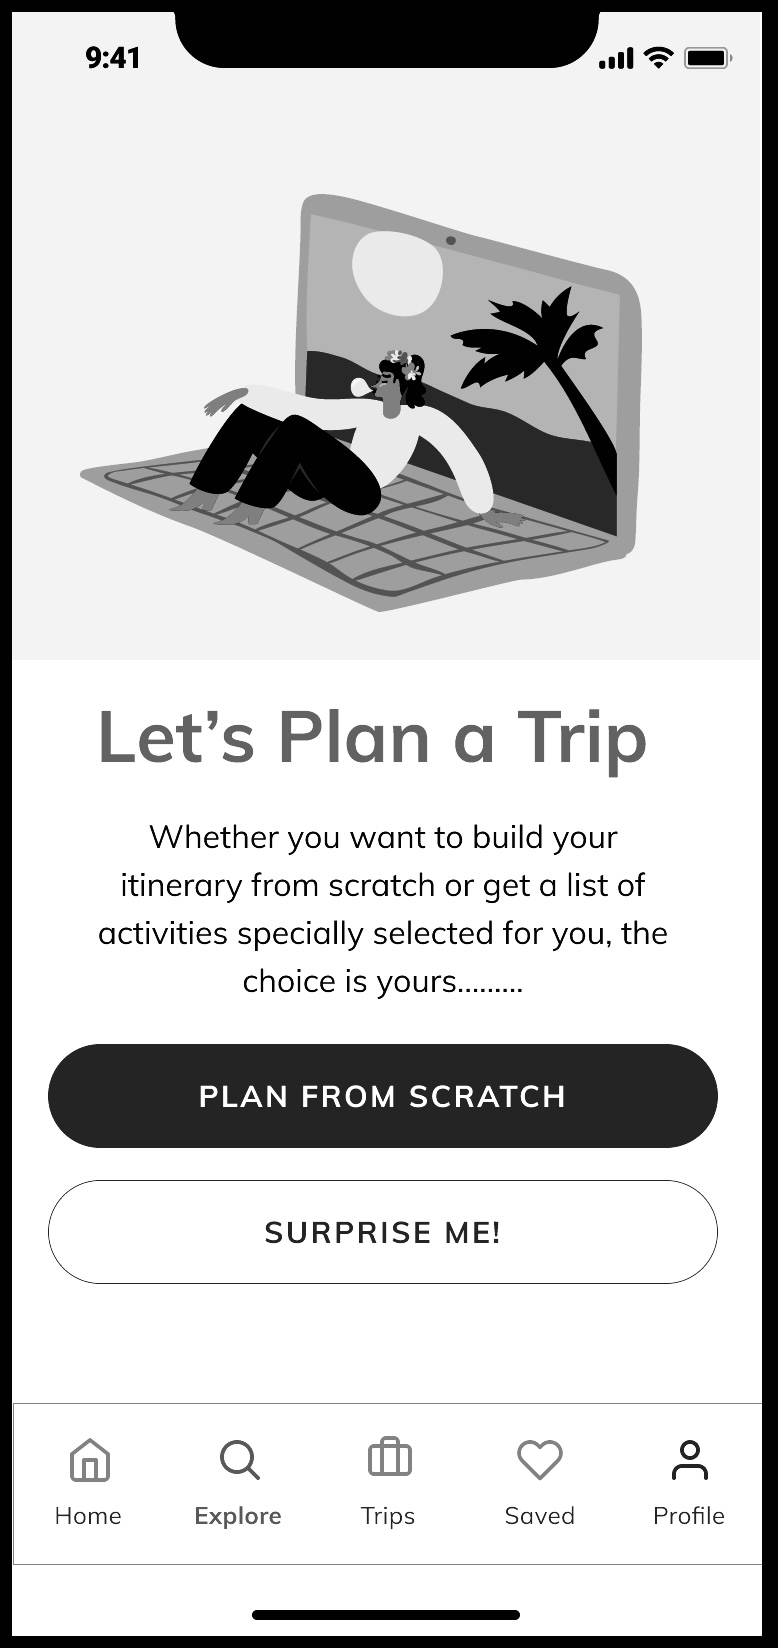 9:41
Let’s Plan a Trip
Whether you want to build your
itinerary from scratch or get a list of
activities specially selected for you, the
choice is yours.........
PLAN FROM SCRATCH
SURPRISE ME!
Home Explore Trips Saved Profile